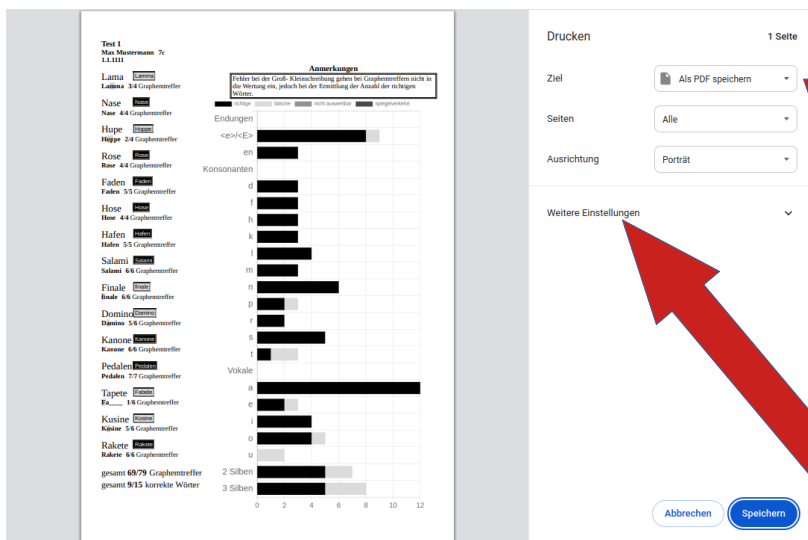 Test 1
Max Mustermann 7c
1.1.1111
Lama Lamma
Lamma 3/4 Graphemtreffer
Nase Nase
Nase 4/4 Graphemtreffer
Hupe Hoppe
Hoppe 2/4 Graphemtreffer
Rose Rose
Rose 4/4 Graphemtreffer
Faden Faden
Faden 5/5 Graphemtreffer
Hose Hose
Hose 4/4 Graphemtreffer
Hafen Hafen
Hafen 5/5 Graphemtreffer
Salami Salami
Salami 6/6 Graphemtreffer
Finale finale
finale 6/6 Graphemtreffer
Domino Damino
Damino 5/6 Graphemtreffer
Kanone Kanone
Kanone 6/6 Graphemtreffer
Pedalen Pedalen
Pedalen 7/7 Graphemtreffer
Tapete
1/6 Graphemtreffer
Kusine Kosine
Kosine 5/6 Graphemtreffer
Rakete Rakete
Rakete 6/6 Graphemtreffer
gesamt 69/79 Graphemtreffer
gesamt 9/15 korrekte Wörter
Anmerkungen
Fehler bei der Groß- Kleinschreibung gehen bei Graphemtreffern nicht in
die Wertung ein, jedoch bei der Ermittlung der Anzahl der richtigen
Wörter.
richtige falsche nicht auswertbar spiegelverkehrt
Endungen
<e>/<E>
en
Konsonanten
d
f
h
k
l
m
n
p
r
s
t
Vokale
a
e
i
o
u
2 Silben
3 Silben
0 2 4 6 8 10 12
Drucken 1 Seite
Ziel Als PDF speichern
Seiten Alle
Ausrichtung Porträt
Weitere Einstellungen
Abbrechen Speichern